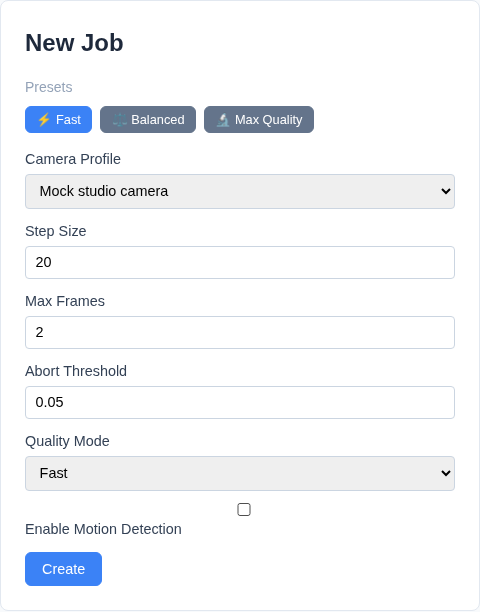 New Job
Presets
⚡ Fast ⚖️ Balanced 🔬 Max Quality
Camera Profile
Mock studio camera
Step Size
20
Max Frames
2
Abort Threshold
0.05
Quality Mode
Fast
Enable Motion Detection
Create